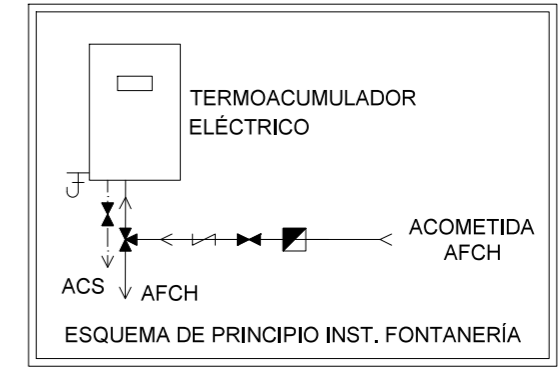 TERMOACUMULADOR
ELÉCTRICO
ACOMETIDA
AFCH
ACS
AFCH
ESQUEMA DE PRINCIPIO INST. FONTANERÍA